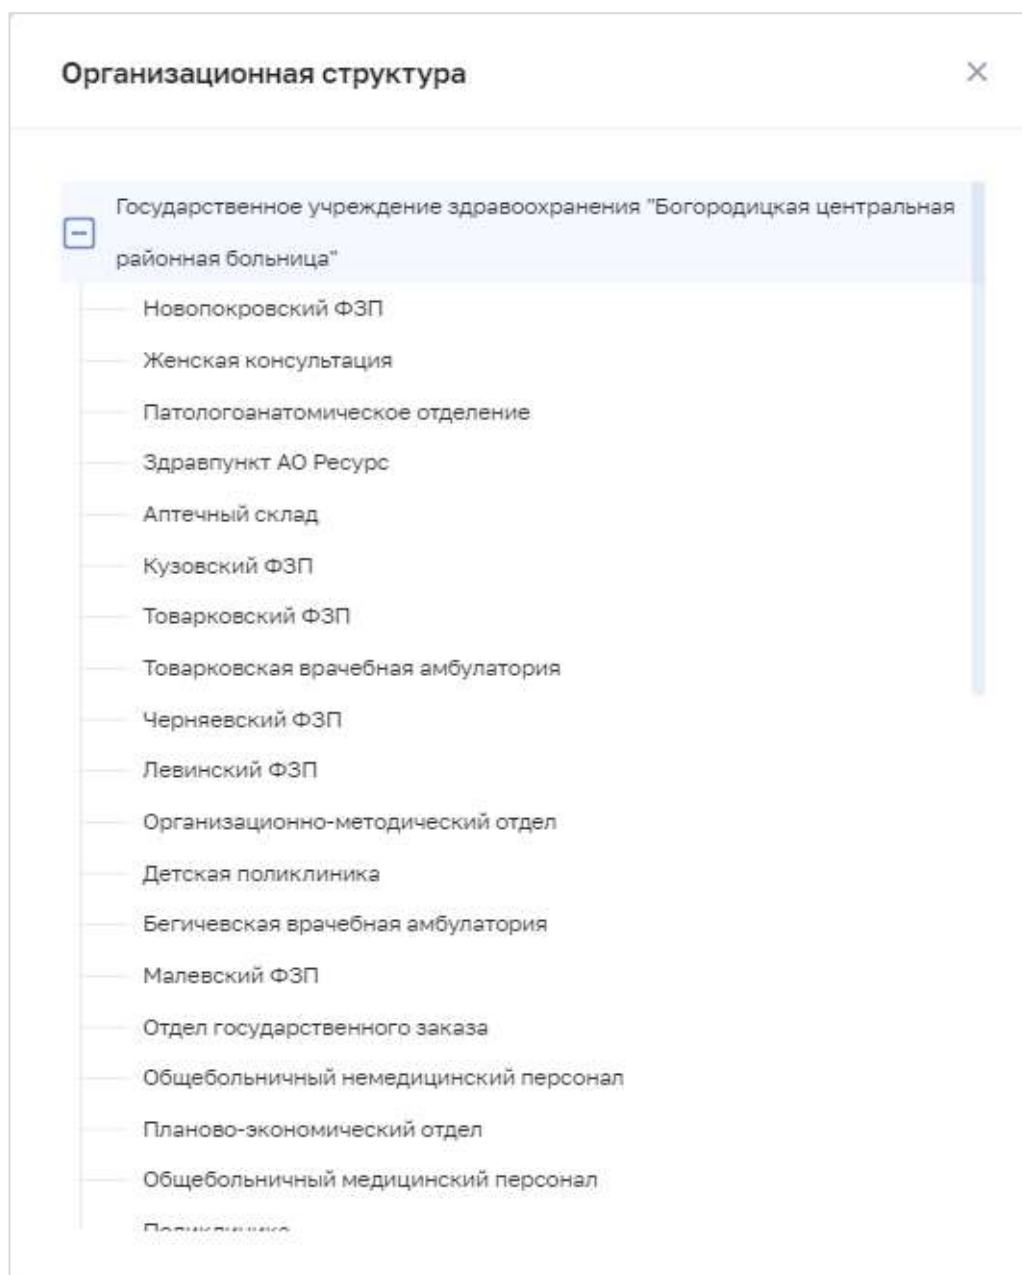 Организационная структура
Государственное учреждение здравоохранения "Богородицкая центральная
районная больница"
Новопокровский ФЗП
Женская консультация
Патологоанатомическое отделение
Здравпункт АО Ресурс
Аптечный склад
Кузовский ФЗП
Товарковский ФЗП
Товарковская врачебная амбулатория
Черняевский ФЗП
Левинский ФЗП
Организационно-методический отдел
Детская поликлиника
Бегичевская врачебная амбулатория
Малевский ФЗП
Отдел государственного заказа
Общебольничный немедицинский персонал
Планово-экономический отдел
Общебольничный медицинский персонал
Поликлиника